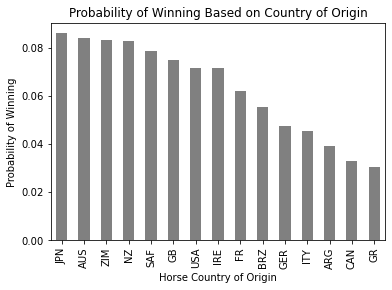 Probability of Winning Based on Country of Origin
Probability of Winning
0.08
0.06
0.04
0.02
0.00
JPN AUS ZIM NZ SAF GB USA IRE FR BRZ GER ITY ARG CAN GR
Horse Country of Origin